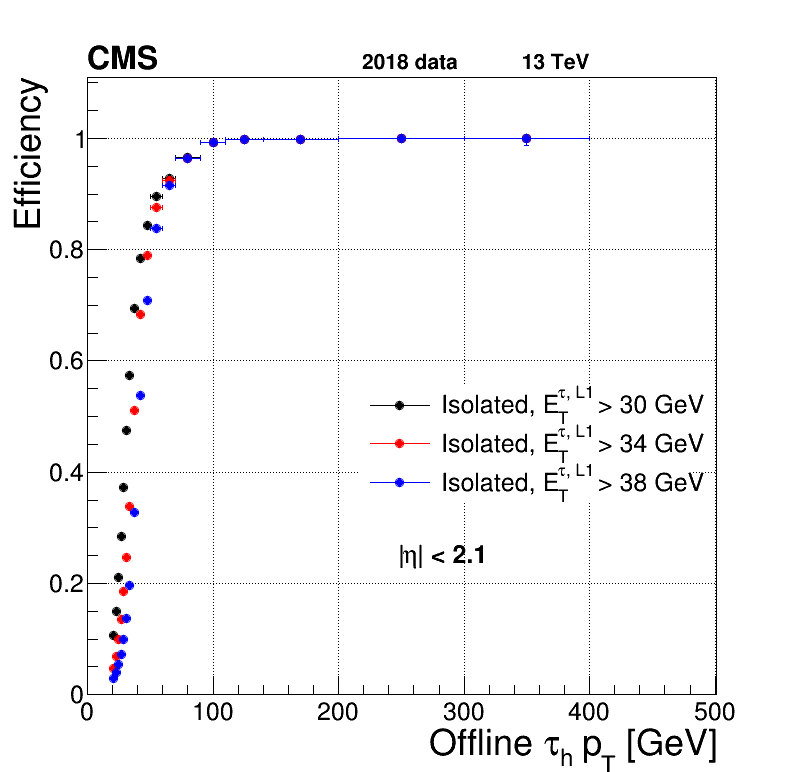 CMS 2018 data 13 TeV
Efficiency
1
0.8
0.6
0.4
0.2
0
Isolated, E_T^{τ, L1} > 30 GeV
Isolated, E_T^{τ, L1} > 34 GeV
Isolated, E_T^{τ, L1} > 38 GeV
|η| < 2.1
0 100 200 300 400 500
Offline τ_h p_T [GeV]